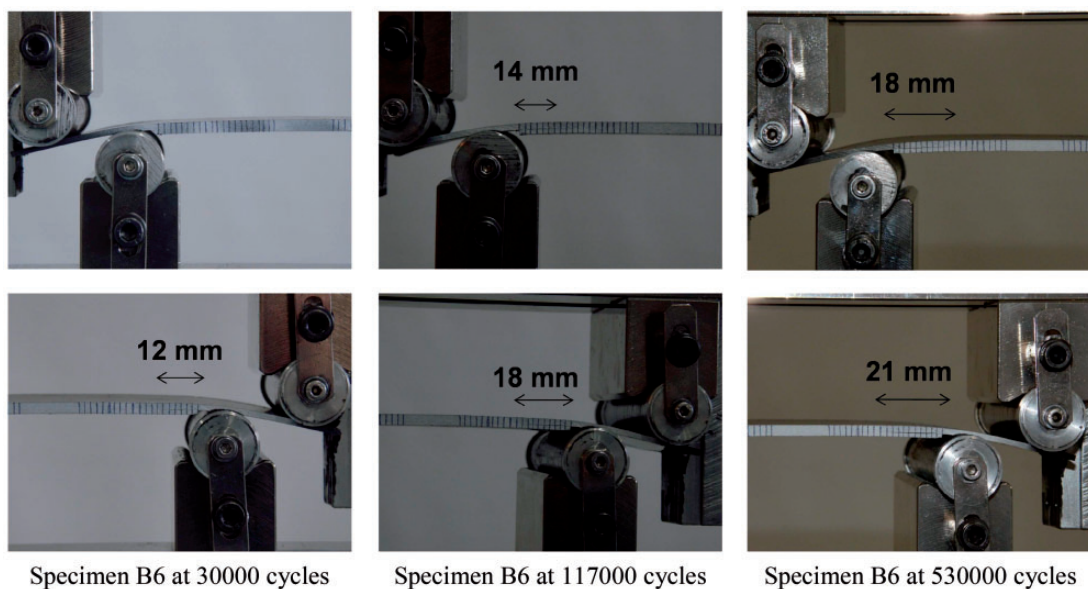 14 mm
18 mm
12 mm
18 mm
21 mm
Specimen B6 at 30000 cycles
Specimen B6 at 117000 cycles
Specimen B6 at 530000 cycles